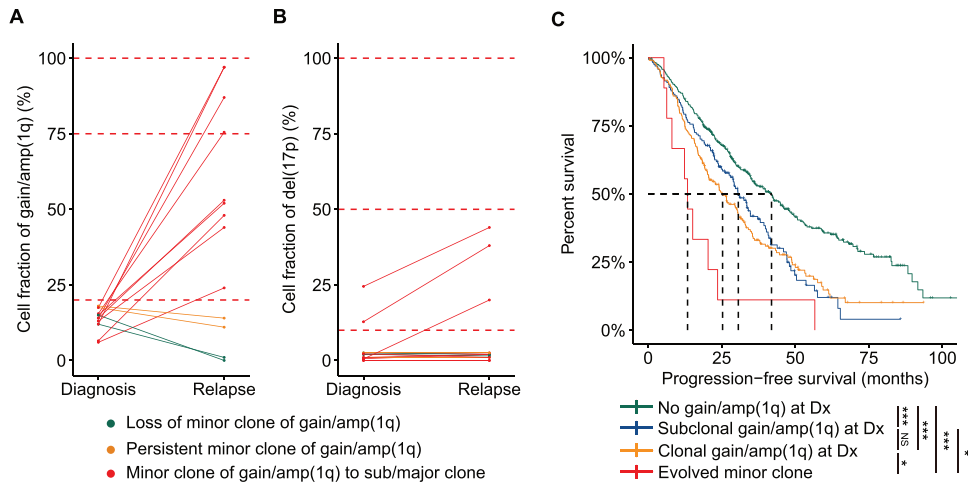 A
B
C
Cell fraction of gain/amp(1q) (%)
100
75
50
25
0
Diagnosis
Relapse
Cell fraction of del(17p) (%)
100
75
50
25
0
Diagnosis
Relapse
Percent survival
100%
75%
50%
25%
0%
0
25
50
75
100
Progression−free survival (months)
Loss of minor clone of gain/amp(1q)
Persistent minor clone of gain/amp(1q)
Minor clone of gain/amp(1q) to sub/major clone
No gain/amp(1q) at Dx
Subclonal gain/amp(1q) at Dx
Clonal gain/amp(1q) at Dx
Evolved minor clone
***
NS
*
***
***
*